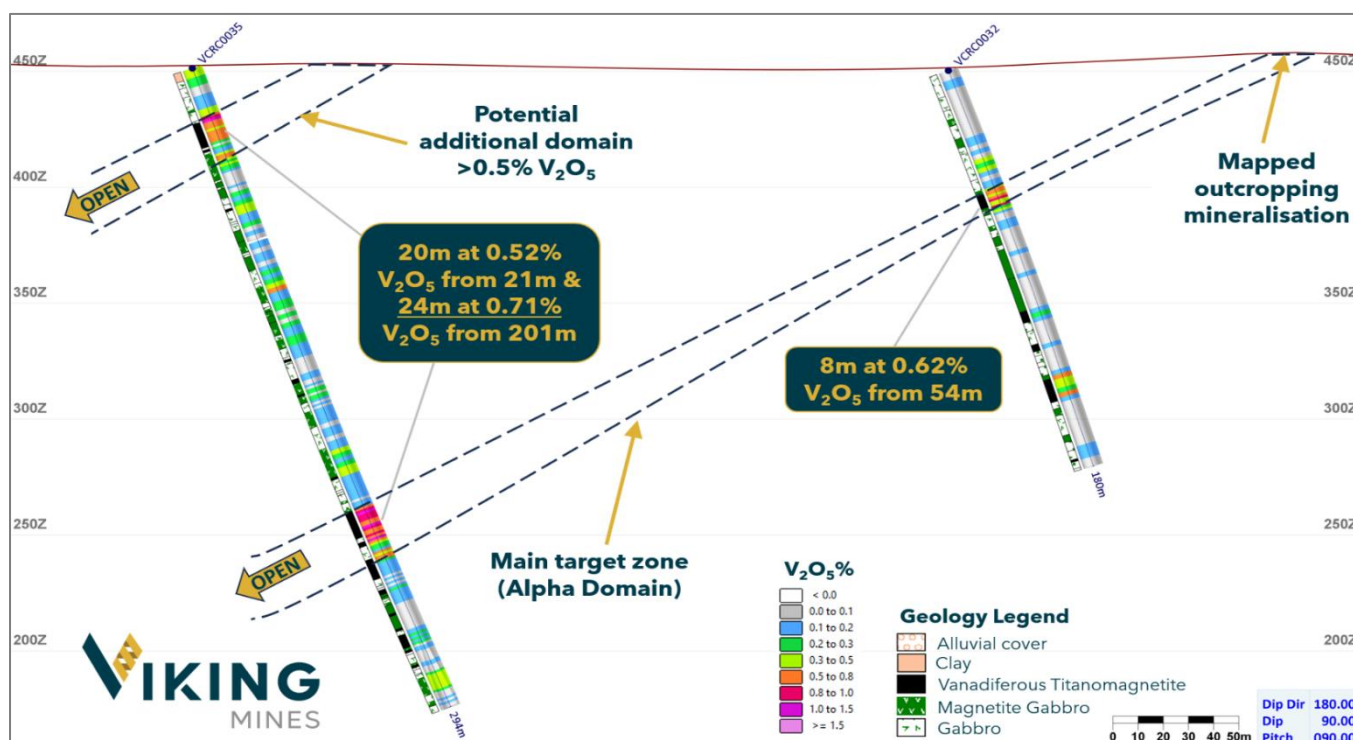 VCRC0035
VCRC0032
450Z
450Z
400Z
400Z
350Z
350Z
300Z
300Z
250Z
250Z
200Z
200Z
Potential
additional domain
>0.5% V₂O₅
OPEN
20m at 0.52%
V₂O₅ from 21m &
24m at 0.71%
V₂O₅ from 201m
8m at 0.62%
V₂O₅ from 54m
Mapped
outcropping
mineralisation
180m
OPEN
Main target zone
(Alpha Domain)
294m
VIKING
MINES
V₂O₅%
< 0.0
0.0 to 0.1
0.1 to 0.2
0.2 to 0.3
0.3 to 0.5
0.5 to 0.8
0.8 to 1.0
1.0 to 1.5
>= 1.5
Geology Legend
Alluvial cover
Clay
Vanadiferous Titanomagnetite
Magnetite Gabbro
Gabbro
0 10 20 30 40 50m
Dip Dir 180.00
Dip 90.00
Pitch 090.00